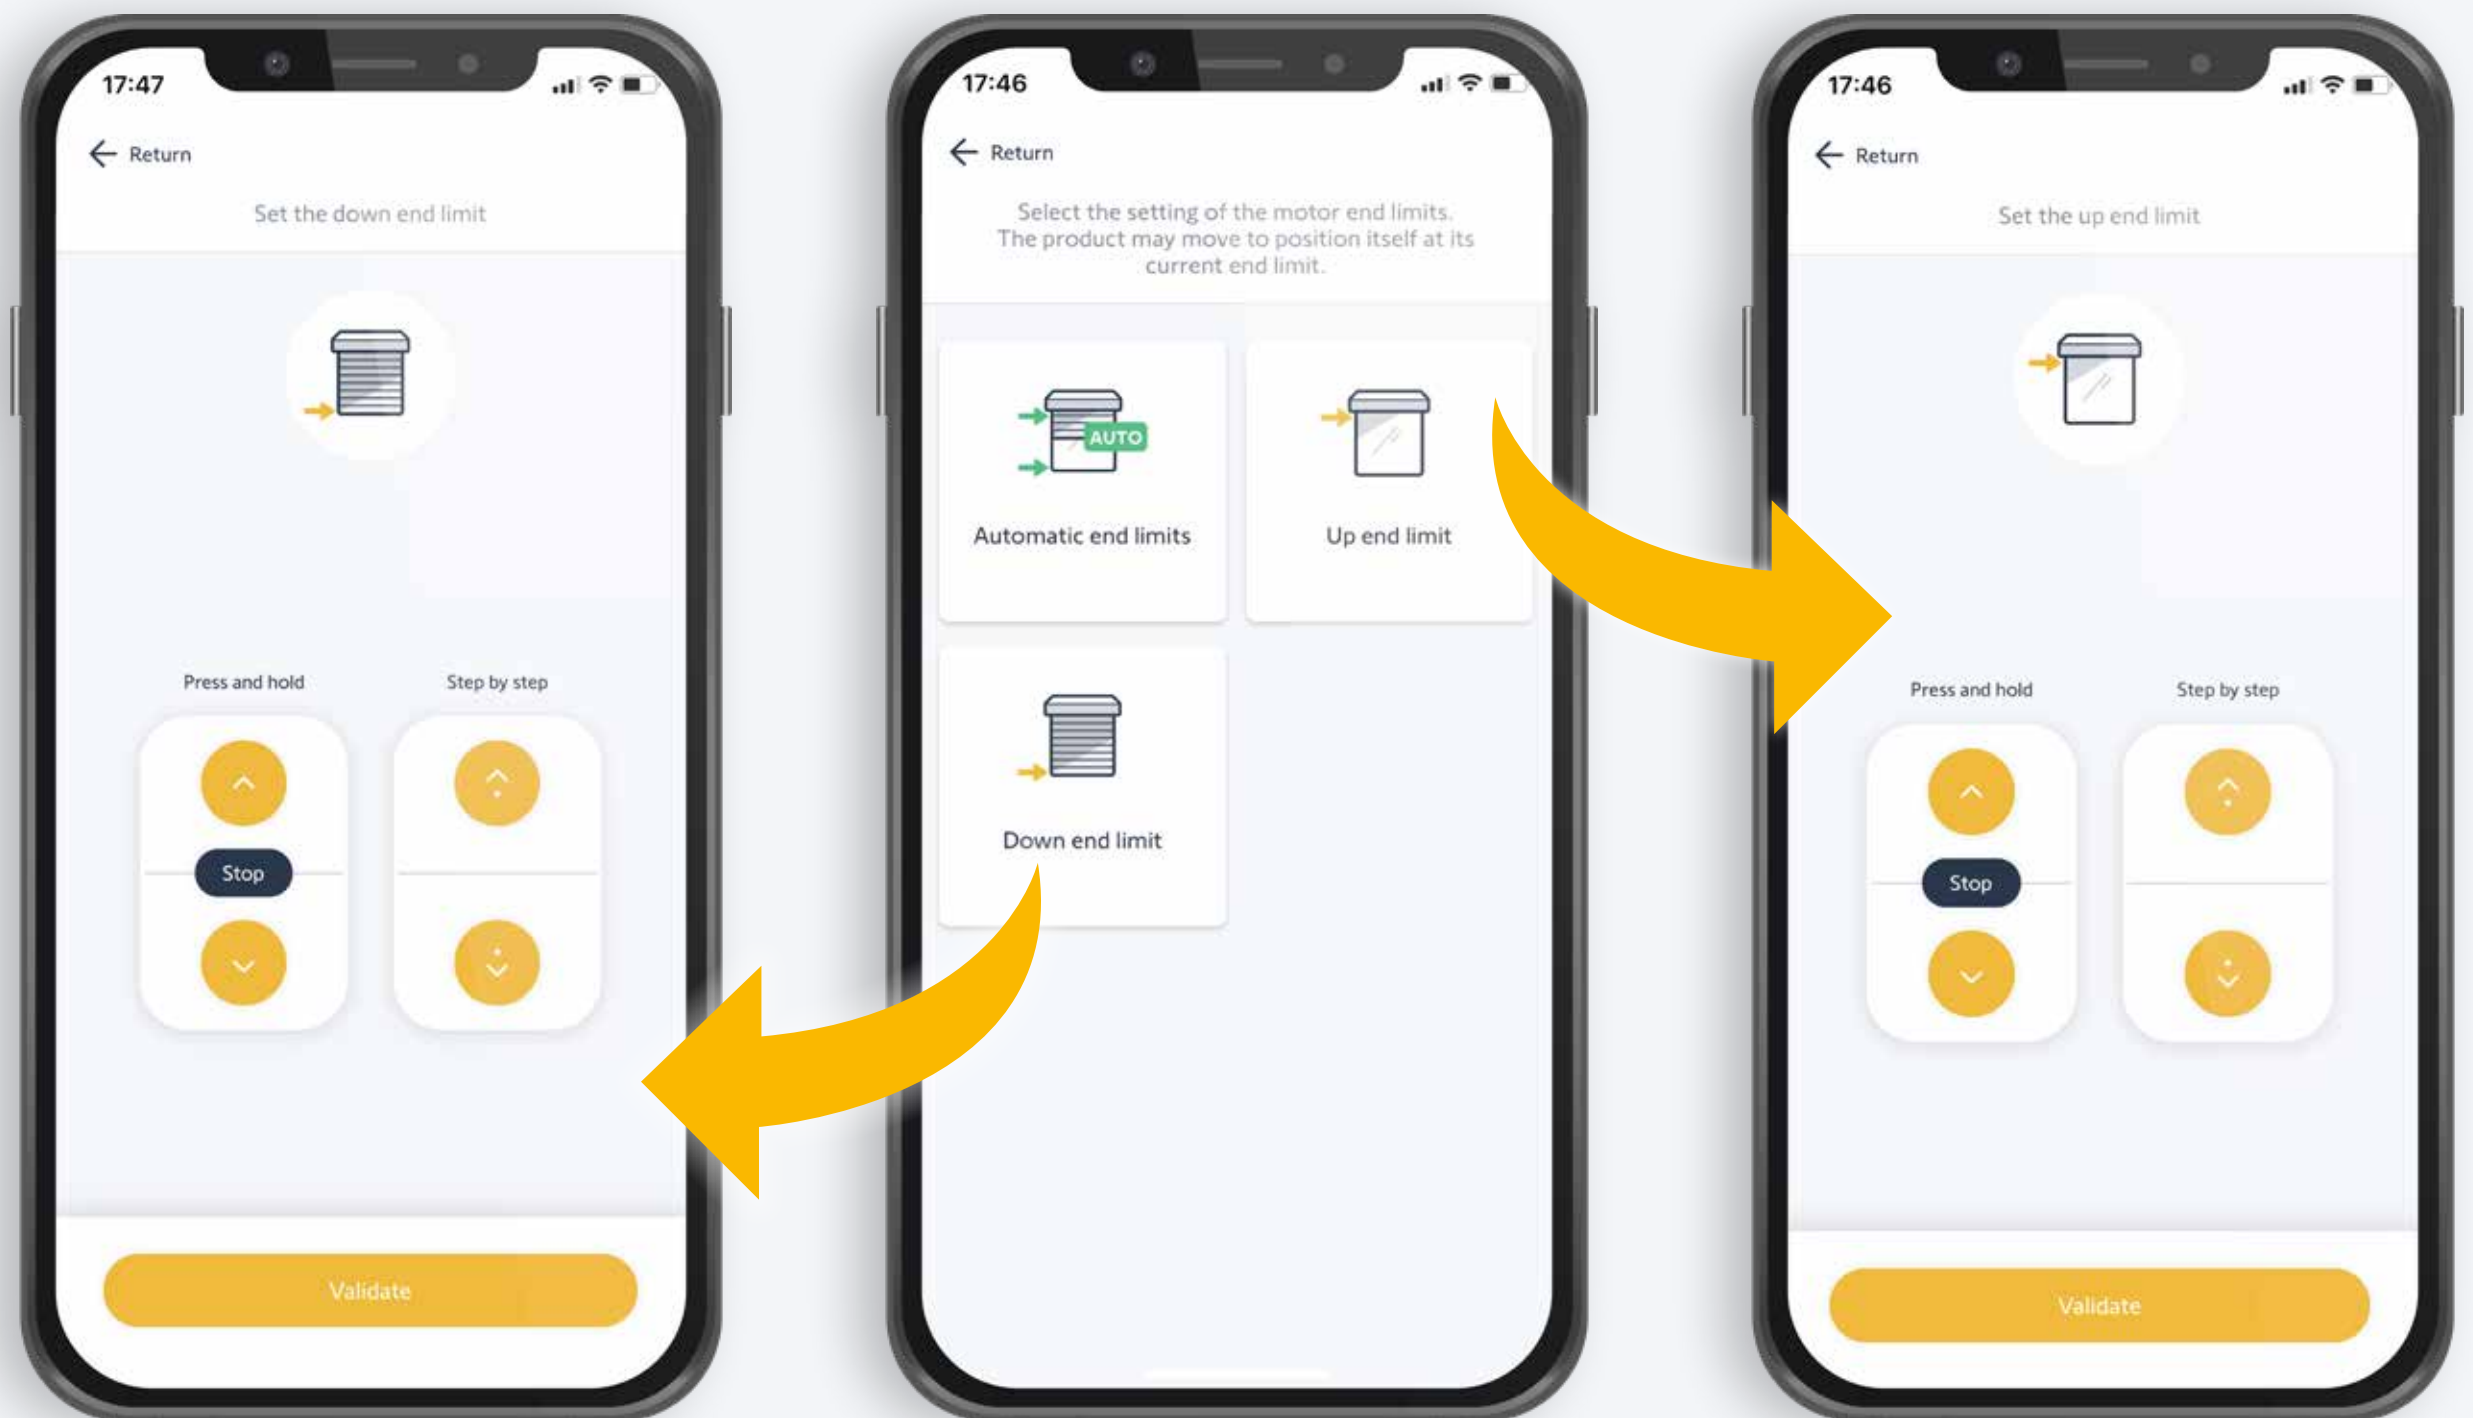 17:47
Return
Set the down end limit
Press and hold
Step by step
Stop
Validate
17:46
Return
Select the setting of the motor end limits.
The product may move to position itself at its
current end limit.
AUTO
Automatic end limits
Up end limit
Down end limit
17:46
Return
Set the up end limit
Press and hold
Step by step
Stop
Validate